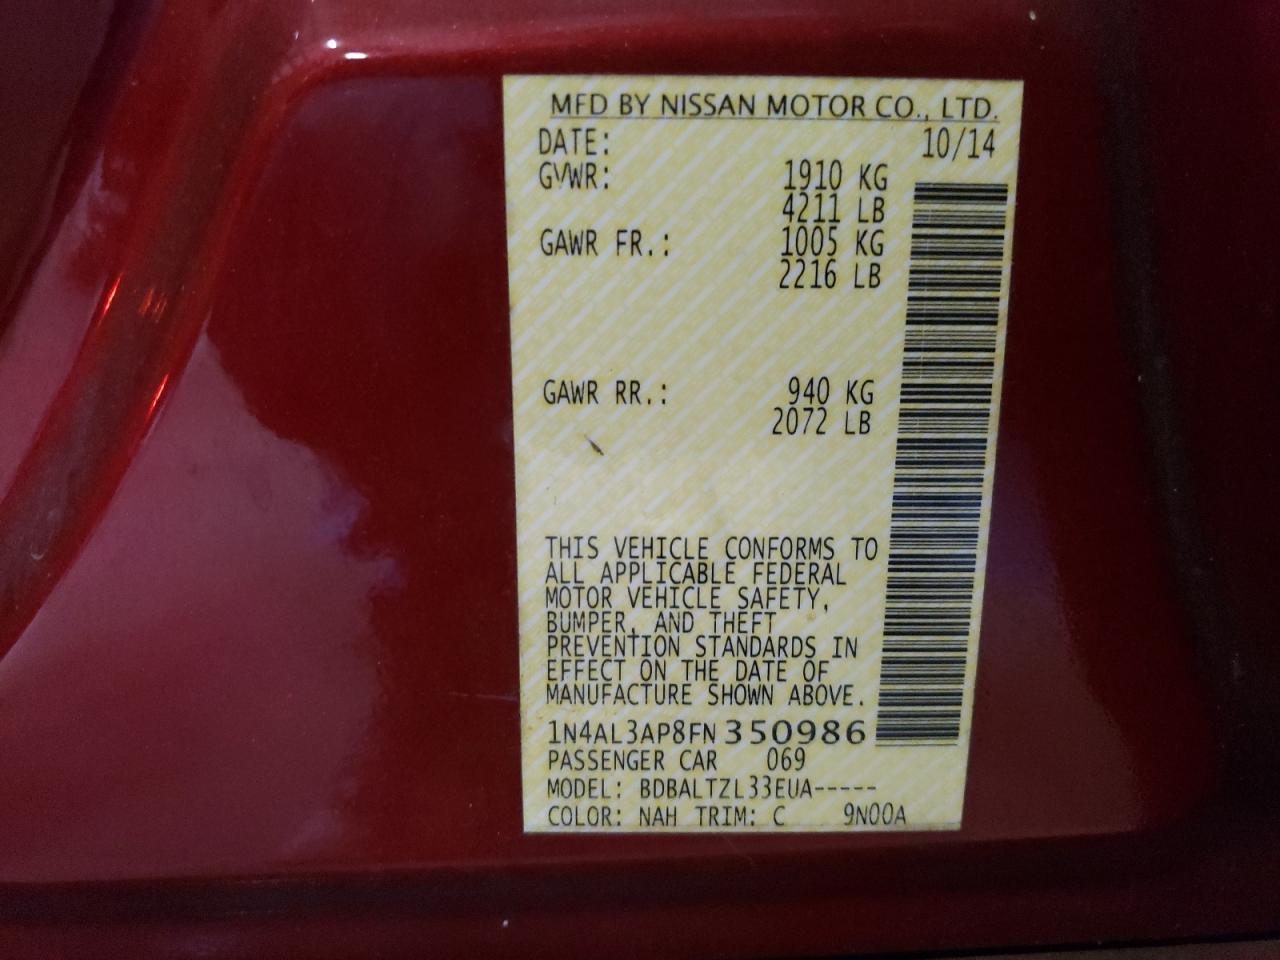 MFD BY NISSAN MOTOR CO., LTD.
DATE: 10/14
GVWR: 1910 KG
4211 LB
GAWR FR.: 1005 KG
2216 LB
GAWR RR.: 940 KG
2072 LB
THIS VEHICLE CONFORMS TO
ALL APPLICABLE FEDERAL
MOTOR VEHICLE SAFETY,
BUMPER, AND THEFT
PREVENTION STANDARDS IN
EFFECT ON THE DATE OF
MANUFACTURE SHOWN ABOVE.
1N4AL3AP8FN350986
PASSENGER CAR 069
MODEL: BDBALTZL33EUA-----
COLOR: NAH TRIM: C 9N00A